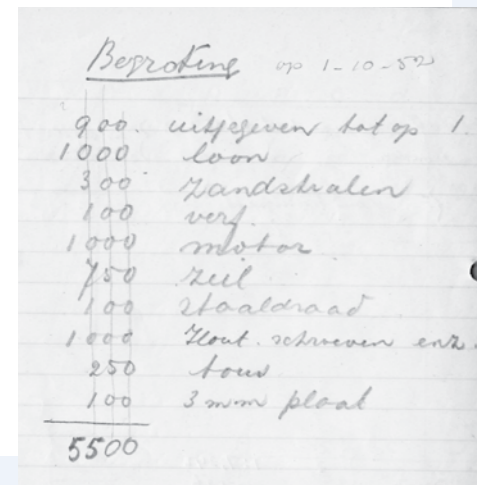 Begroting op 1-10-52
900. uitgegeven tot op 1.
1000 loon
300 Zandstralen
100 verf.
1000 motor
750 Zeil
100 Staaldraad
1000 Hout. schroeven enz.
250 touw
100 3 mm plaat
5500